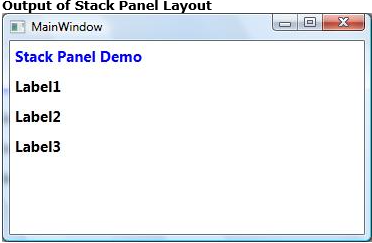 Output of Stack Panel Layout
MainWindow
Stack Panel Demo
Label1
Label2
Label3